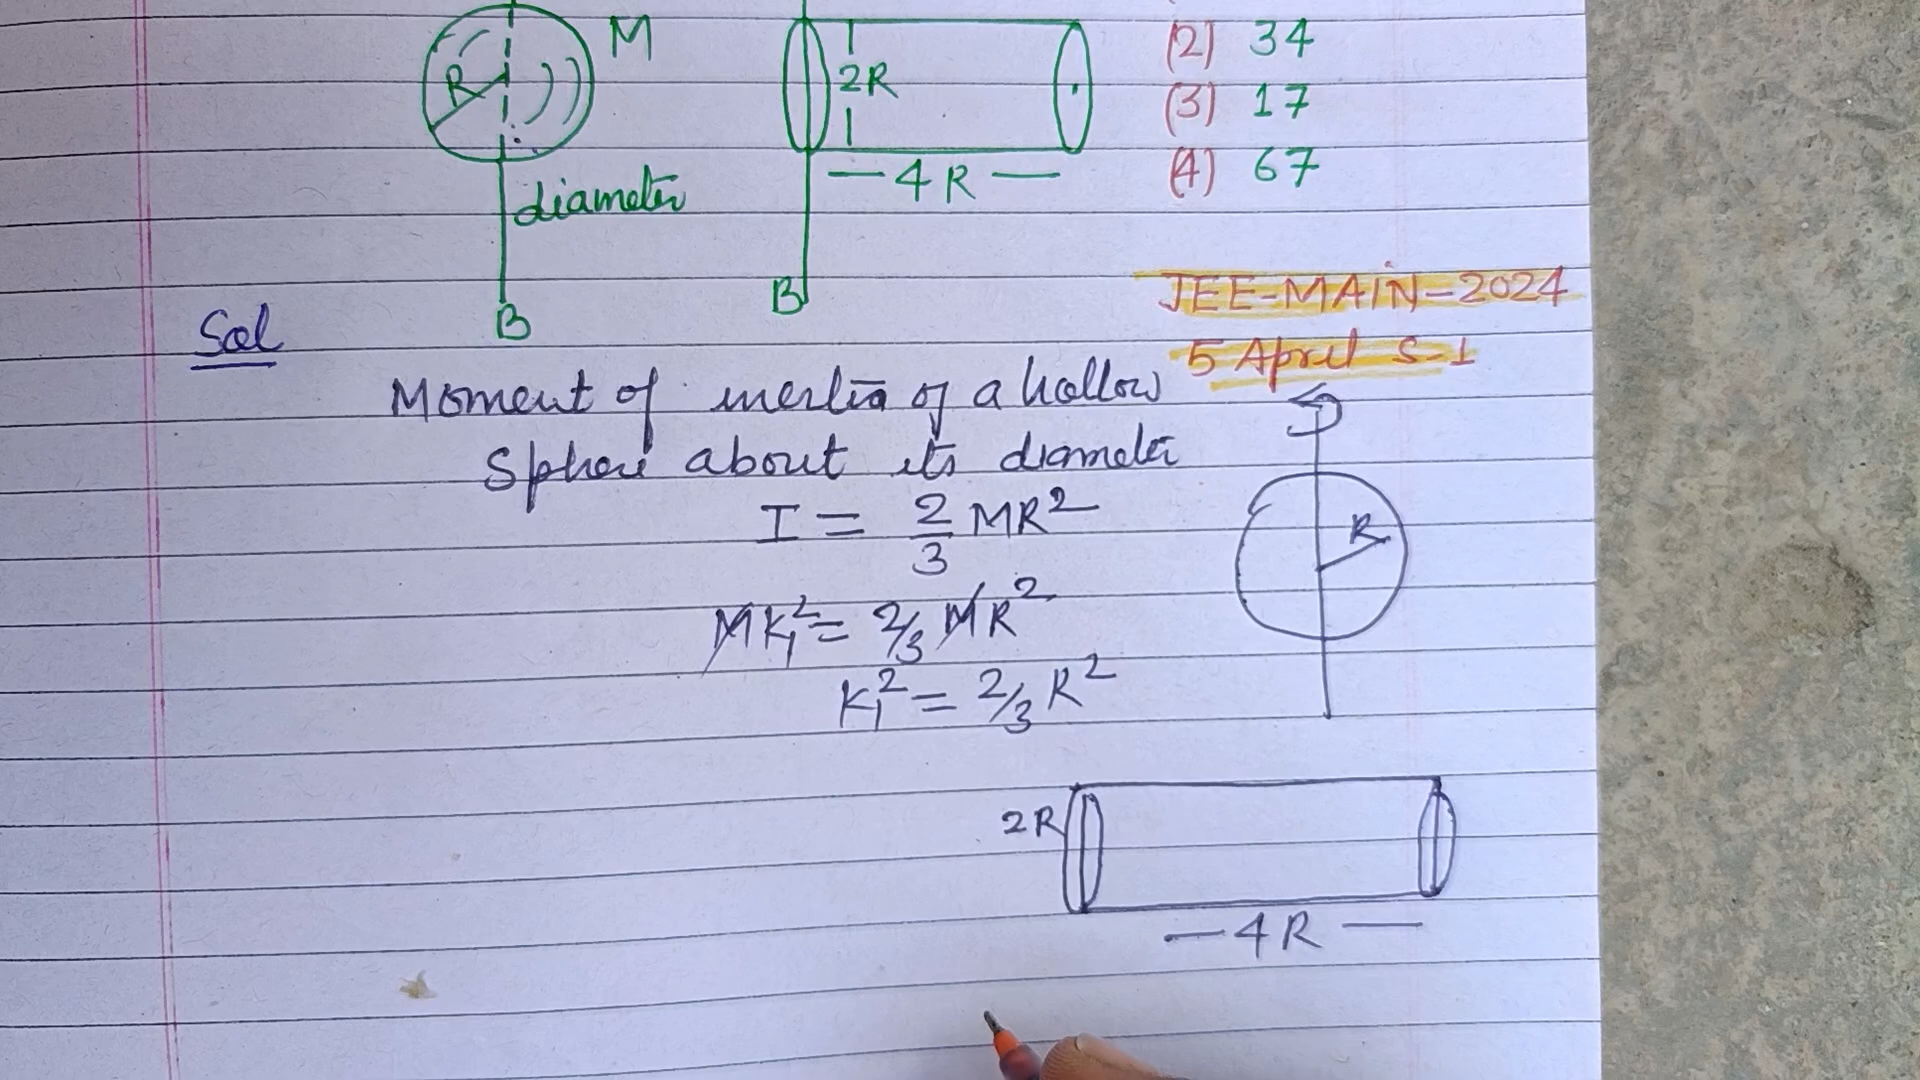 R M 2R (2) 34
(3) 17
4R (4) 67
diameter
B B
JEE-MAIN-2024
5 April S-1
Sol
Moment of inertia of a hollow
Sphere about its diameter
I = 2/3 MR²
R
MK₁² = 2/3 MR²
K₁² = 2/3 R²
2R
4R